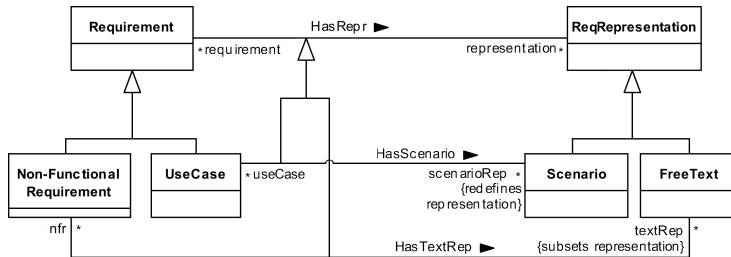 Requirement
HasRepr
ReqRepresentation
*requirement
representation*
Non-Functional
Requirement
UseCase
HasScenario
* useCase
scenarioRep *
{redefines
representation}
Scenario
FreeText
nfr *
HasTextRep
textRep *
{subsets representation}